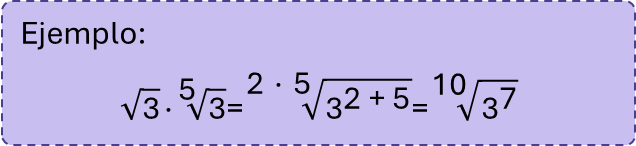 Ejemplo:
√3 · ⁵√3 = ²˙⁵√3²⁺⁵ = ¹⁰√3⁷